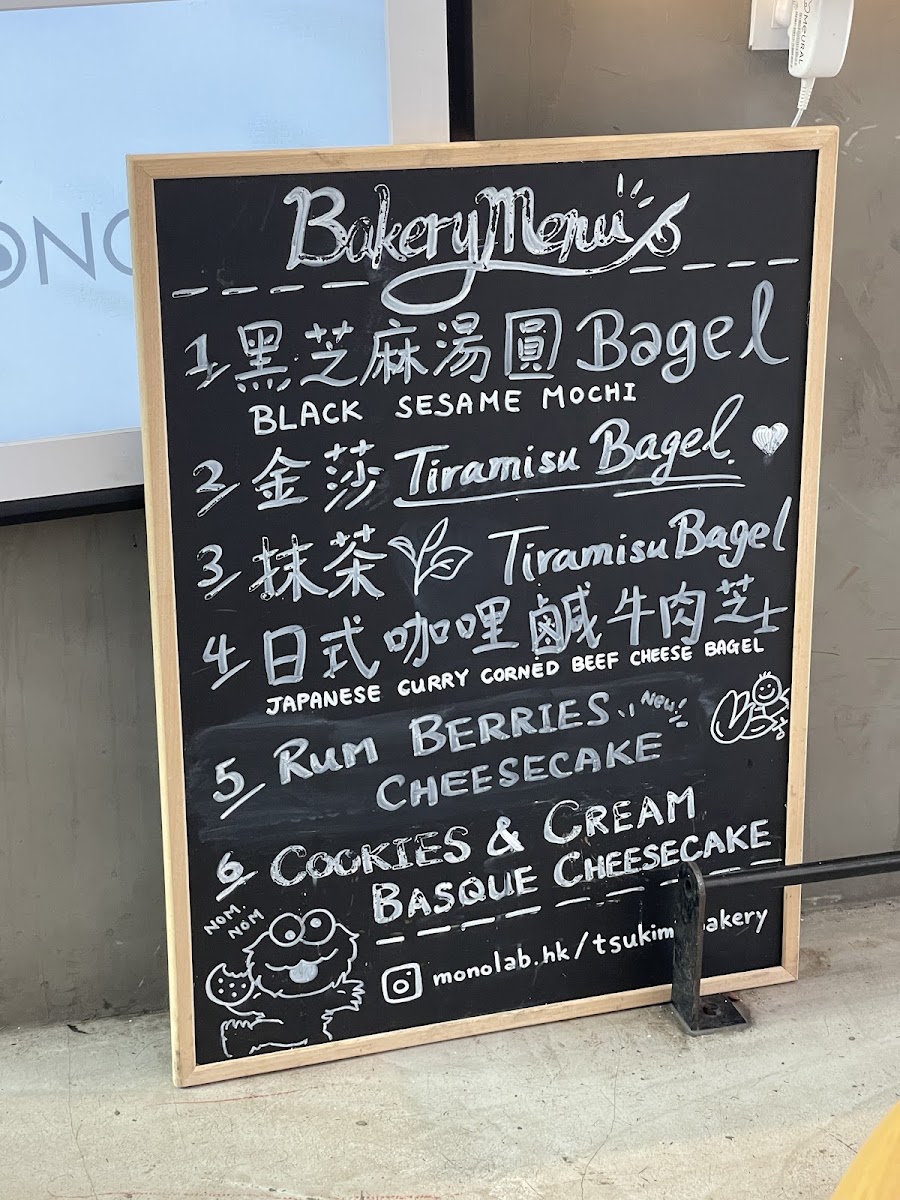 Bakery Menu
1 黑芝麻湯圓 Bagel
BLACK SESAME MOCHI
2 金莎 Tiramisu Bagel
3 抹茶 Tiramisu Bagel
4 日式咖哩鹹牛肉芝士
JAPANESE CURRY CORNED BEEF CHEESE BAGEL
5 RUM BERRIES New!
CHEESECAKE
6 COOKIES & CREAM
BASQUE CHEESECAKE
NOM, NOM
monolab.hk/tsukim akery